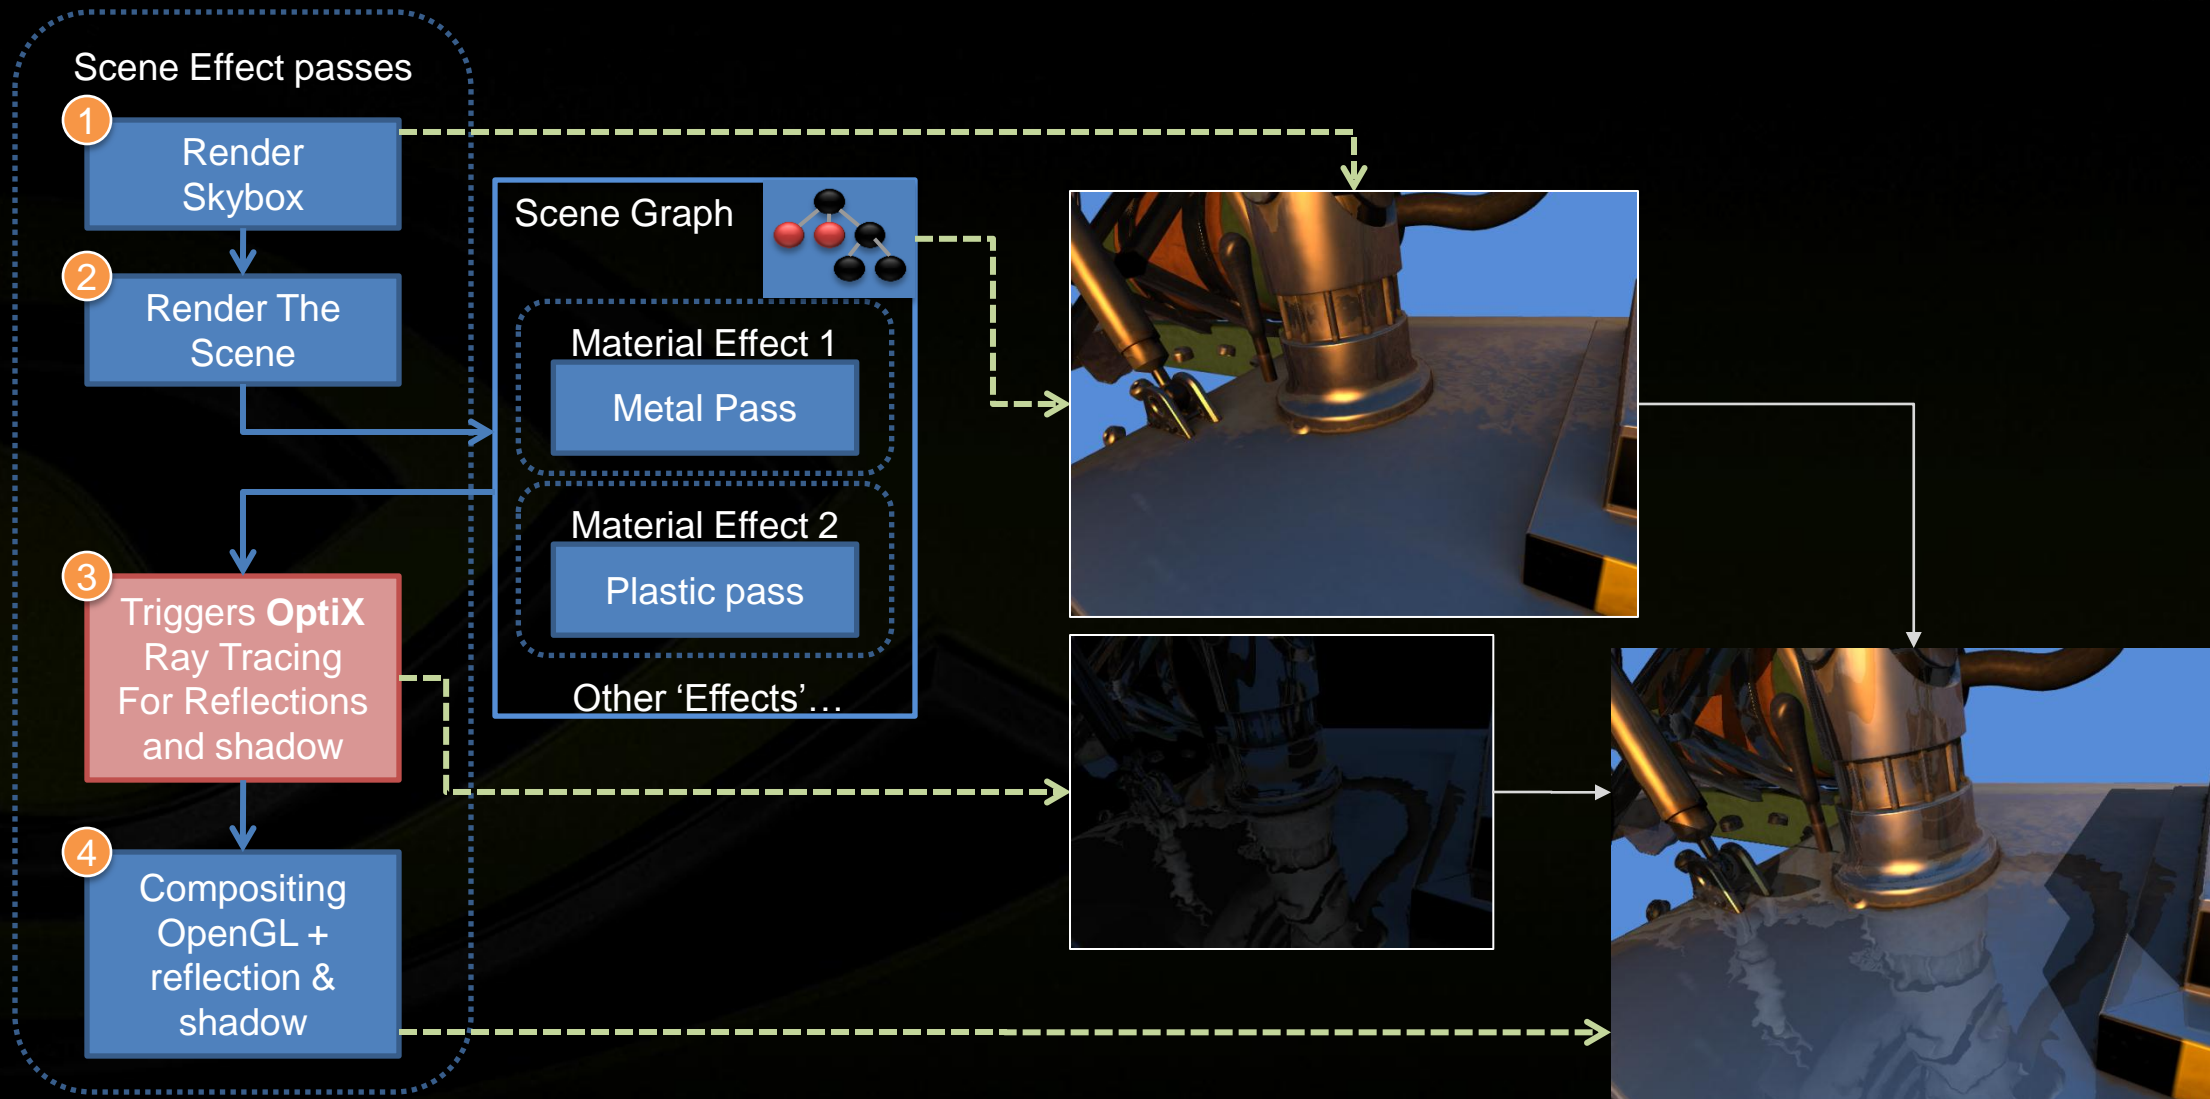 Scene Effect passes
1
Render
Skybox
2
Render The
Scene
Scene Graph
Material Effect 1
Metal Pass
Material Effect 2
Plastic pass
Other ‘Effects’…
3
Triggers OptiX
Ray Tracing
For Reflections
and shadow
4
Compositing
OpenGL +
reflection &
shadow